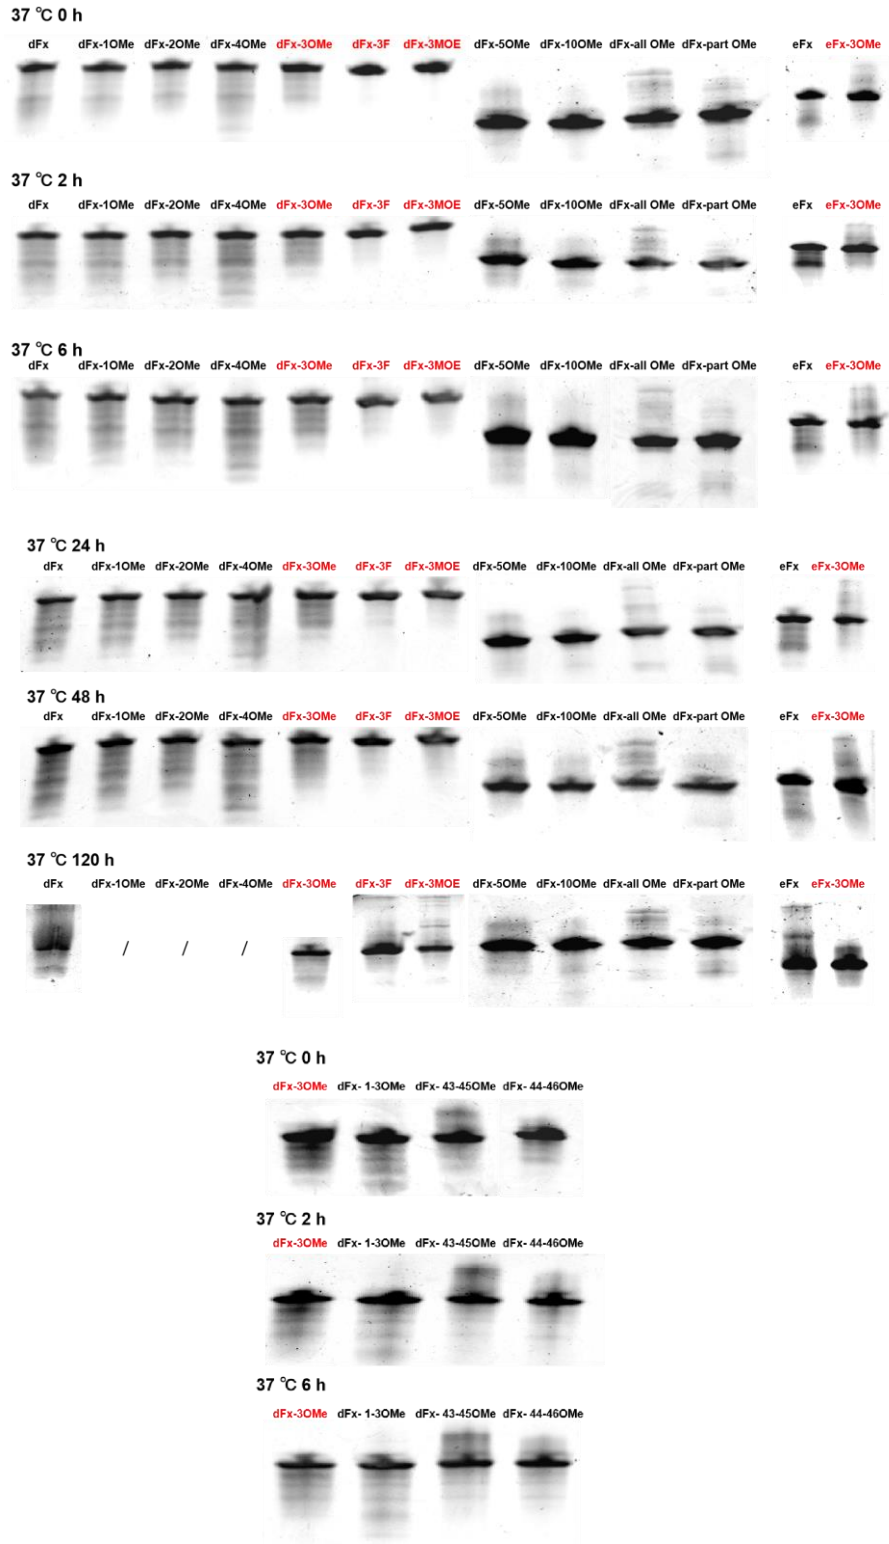 37 ℃ 0 h
dFx dFx-1OMe dFx-2OMe dFx-4OMe dFx-3OMe dFx-3F dFx-3MOE dFx-5OMe dFx-10OMe dFx-all OMe dFx-part OMe eFx eFx-3OMe
37 ℃ 2 h
dFx dFx-1OMe dFx-2OMe dFx-4OMe dFx-3OMe dFx-3F dFx-3MOE dFx-5OMe dFx-10OMe dFx-all OMe dFx-part OMe eFx eFx-3OMe
37 ℃ 6 h
dFx dFx-1OMe dFx-2OMe dFx-4OMe dFx-3OMe dFx-3F dFx-3MOE dFx-5OMe dFx-10OMe dFx-all OMe dFx-part OMe eFx eFx-3OMe
37 ℃ 24 h
dFx dFx-1OMe dFx-2OMe dFx-4OMe dFx-3OMe dFx-3F dFx-3MOE dFx-5OMe dFx-10OMe dFx-all OMe dFx-part OMe eFx eFx-3OMe
37 ℃ 48 h
dFx dFx-1OMe dFx-2OMe dFx-4OMe dFx-3OMe dFx-3F dFx-3MOE dFx-5OMe dFx-10OMe dFx-all OMe dFx-part OMe eFx eFx-3OMe
37 ℃ 120 h
dFx dFx-1OMe dFx-2OMe dFx-4OMe dFx-3OMe dFx-3F dFx-3MOE dFx-5OMe dFx-10OMe dFx-all OMe dFx-part OMe eFx eFx-3OMe
/ / /
37 ℃ 0 h
dFx-3OMe dFx- 1-3OMe dFx- 43-45OMe dFx- 44-46OMe
37 ℃ 2 h
dFx-3OMe dFx- 1-3OMe dFx- 43-45OMe dFx- 44-46OMe
37 ℃ 6 h
dFx-3OMe dFx- 1-3OMe dFx- 43-45OMe dFx- 44-46OMe